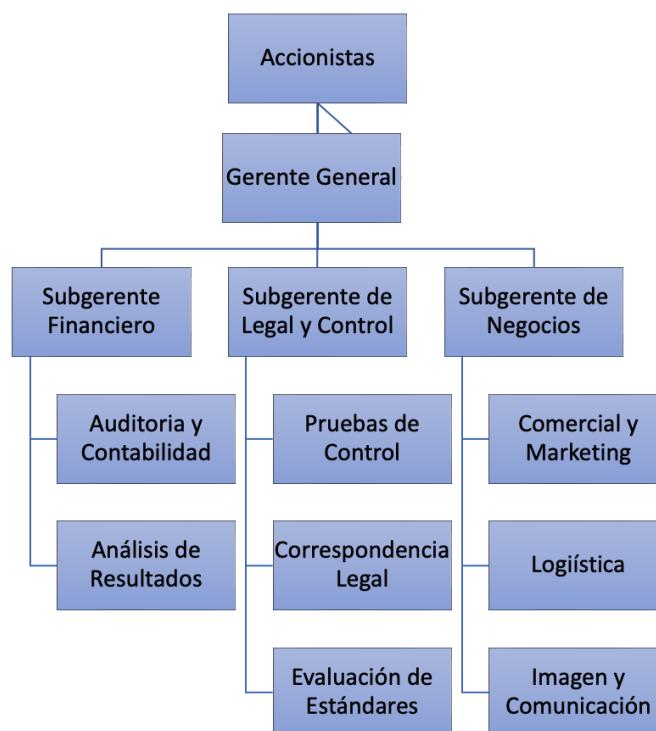 Accionistas
Gerente General
Subgerente
Financiero
Subgerente de
Legal y Control
Subgerente de
Negocios
Auditoria y
Contabilidad
Pruebas de
Control
Comercial y
Marketing
Análisis de
Resultados
Correspondencia
Legal
Logiística
Evaluación de
Estándares
Imagen y
Comunicación